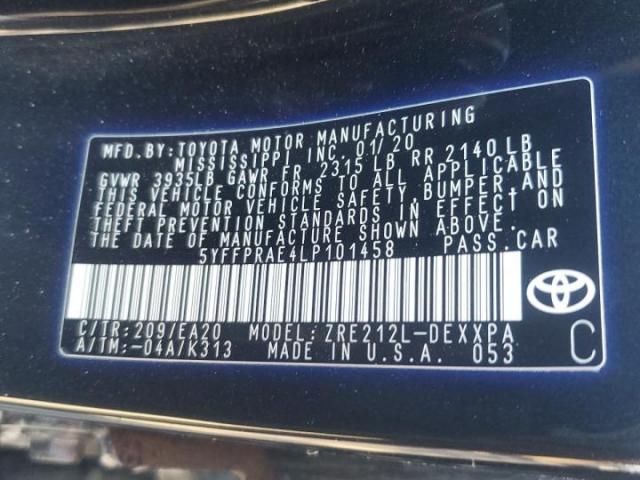 MFD.BY:TOYOTA MOTOR MANUFACTURING
MISSISSIPPI INC. 01/20
GVWR 3935LB GAWR FR 2315 LB RR 2140LB
THIS VEHICLE CONFORMS TO ALL APPLICABLE
FEDERAL MOTOR VEHICLE SAFETY,BUMPER,AND
THEFT PREVENTION STANDARDS IN EFFECT ON
THE DATE OF MANUFACTURE SHOWN ABOVE.
5YFFPRAE4LP101458 PASS.CAR
C/TR:209/EA20 MODEL:ZRE212L-DEXXPA
A/TM:-04A/K313 MADE IN U.S.A. 053
C